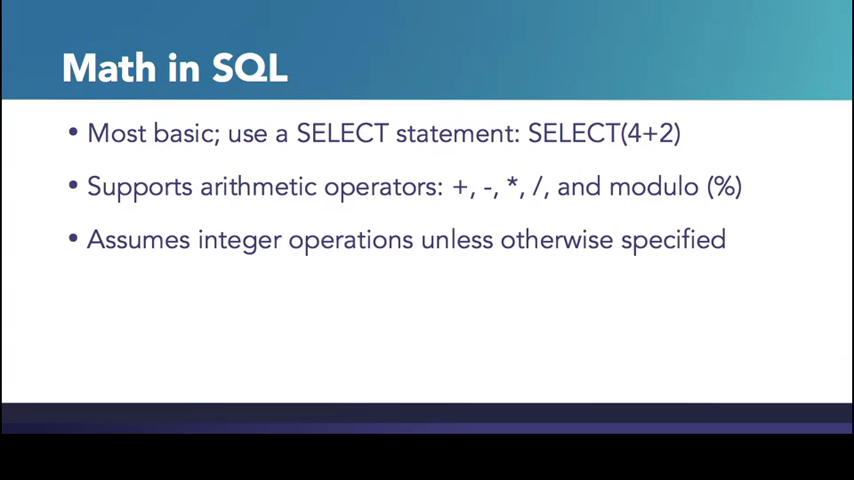 Math in SQL
• Most basic; use a SELECT statement: SELECT(4+2)
• Supports arithmetic operators: +, -, *, /, and modulo (%)
• Assumes integer operations unless otherwise specified